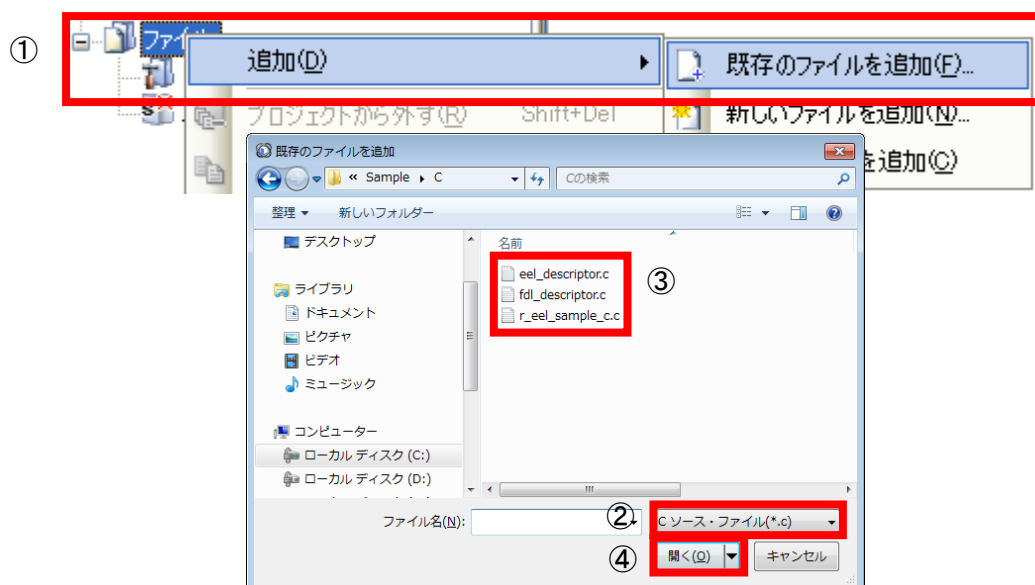 ①
ファイル
追加(D)
既存のファイルを追加(F)...
プロジェクトから外す(R) Shift+Del
新しいファイルを追加(N)...
を追加(C)
既存のファイルを追加
« Sample ▸ C
Cの検索
整理 ▼
新しいフォルダー
デスクトップ
ライブラリ
ドキュメント
ピクチャ
ビデオ
ミュージック
コンピューター
ローカル ディスク (C:)
ローカル ディスク (D:)
名前
eel_descriptor.c
fdl_descriptor.c
r_eel_sample_c.c
③
ファイル名(N):
②
C ソース・ファイル(*.c)
④
開く(O)
キャンセル